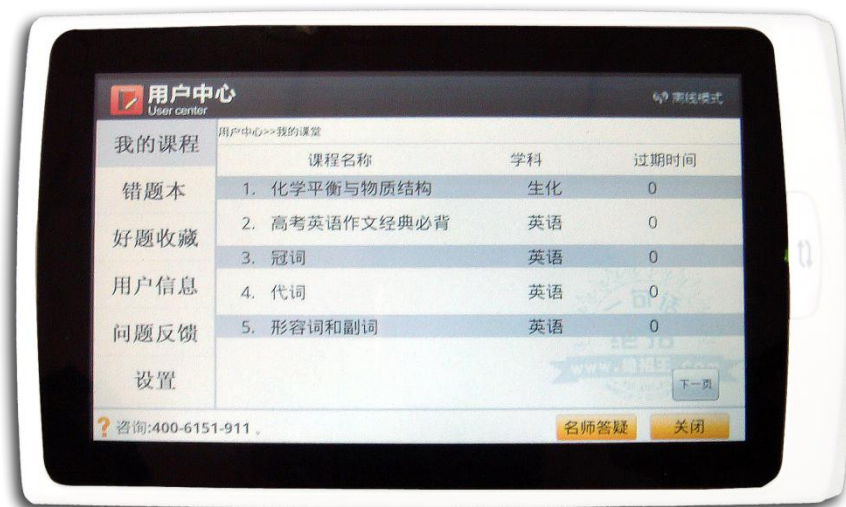 用户中心
User center
离线模式
我的课程
错题本
好题收藏
用户信息
问题反馈
设置
用户中心>>我的课堂
课程名称 学科 过期时间
1. 化学平衡与物质结构 生化 0
2. 高考英语作文经典必背 英语 0
3. 冠词 英语 0
4. 代词 英语 0
5. 形容词和副词 英语 0
下一页
咨询:400-6151-911
名师答疑
关闭